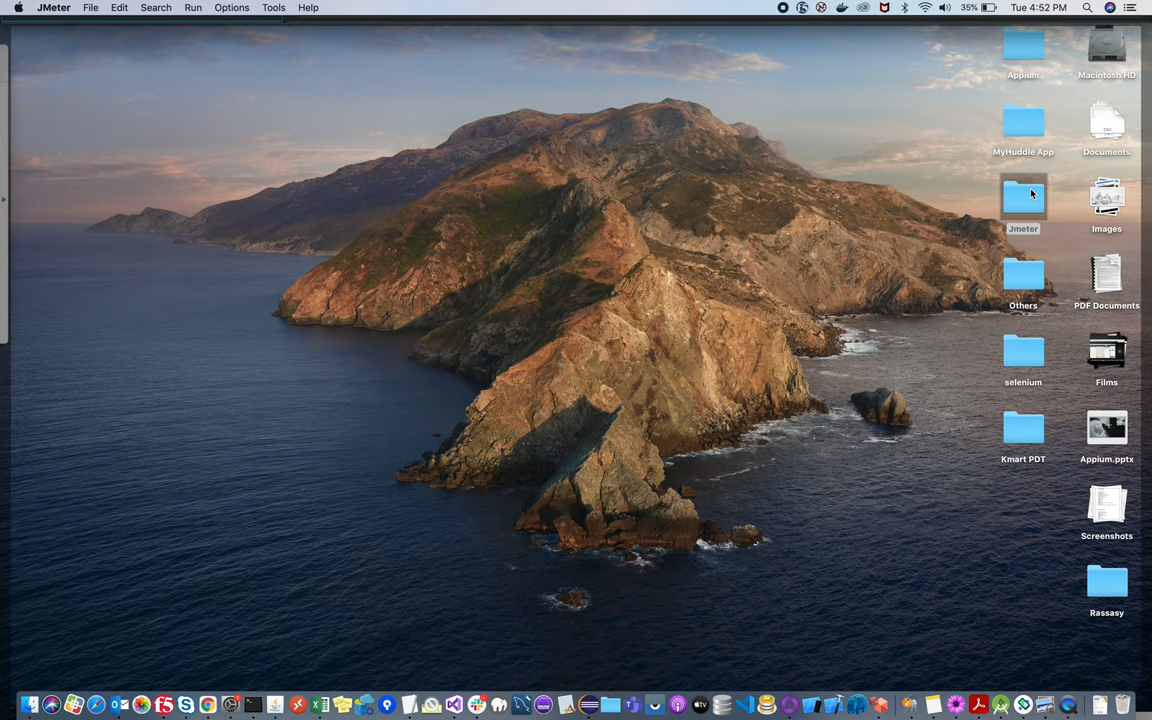 JMeter File Edit Search Run Options Tools Help 35% Tue 4:52 PM
Appium Macintosh HD
MyHuddle App Documents
Jmeter Images
Others PDF Documents
selenium Films
Kmart PDT Appium.pptx
Screenshots
Rassasy